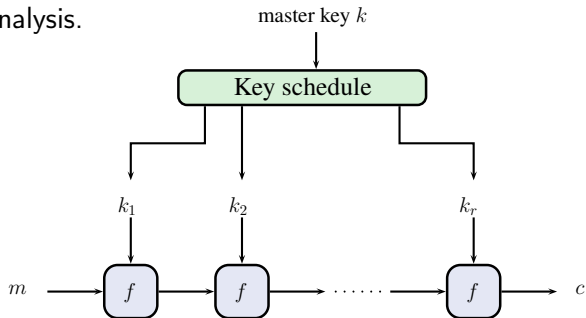 nalysis.
master key k
Key schedule
k₁ k₂ kᵣ
m f f ...... f c